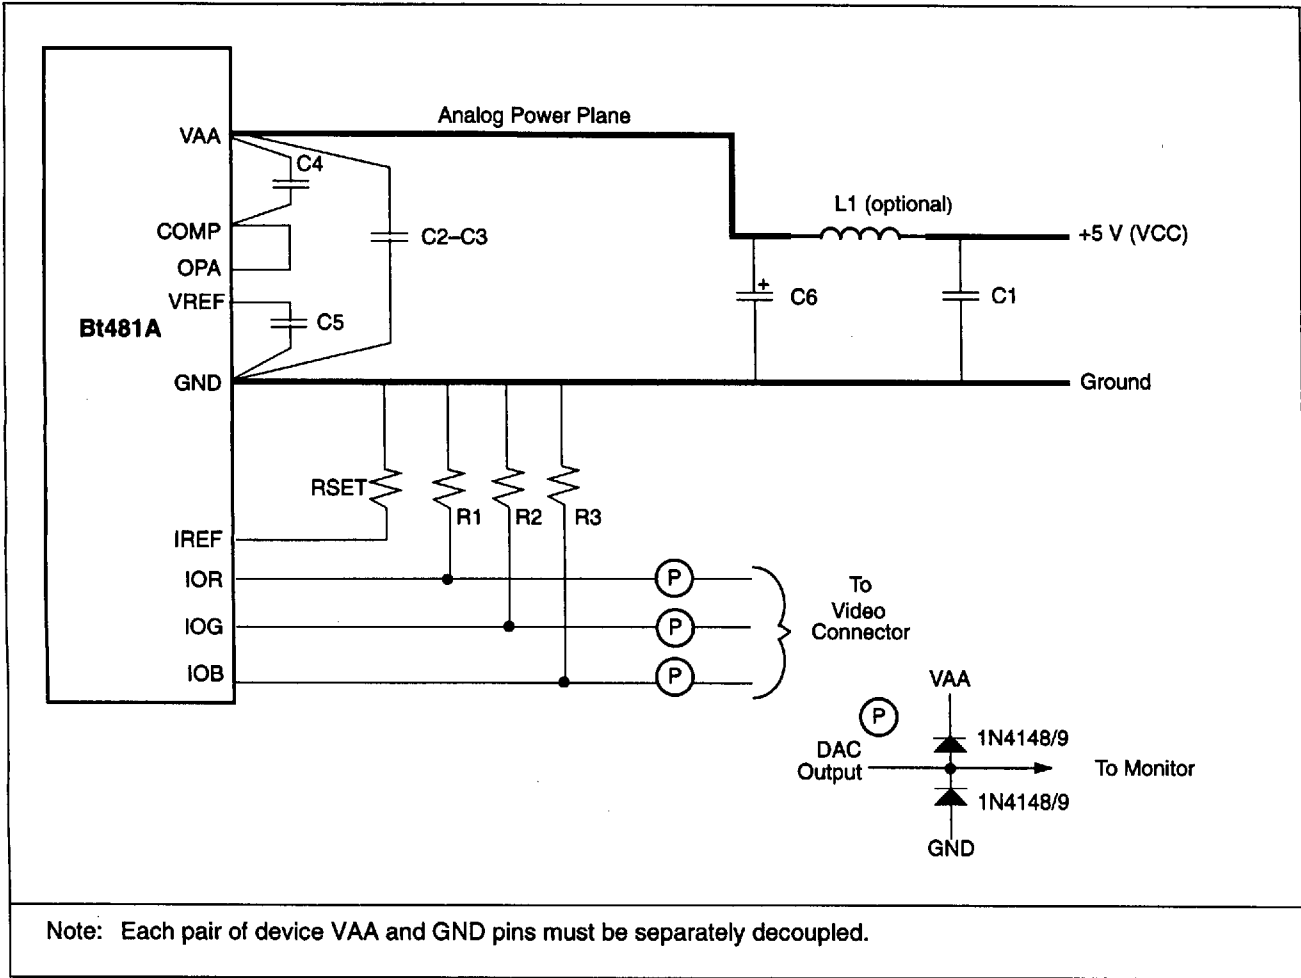 Analog Power Plane
VAA
C4
L1 (optional)
COMP
C2–C3
+5 V (VCC)
OPA
VREF
+
C6
C1
Bt481A
C5
GND
Ground
RSET
R1
R2
R3
IREF
IOR
P
To
Video
Connector
IOG
P
IOB
P
VAA
P
1N4148/9
DAC
Output
To Monitor
1N4148/9
GND
Note: Each pair of device VAA and GND pins must be separately decoupled.